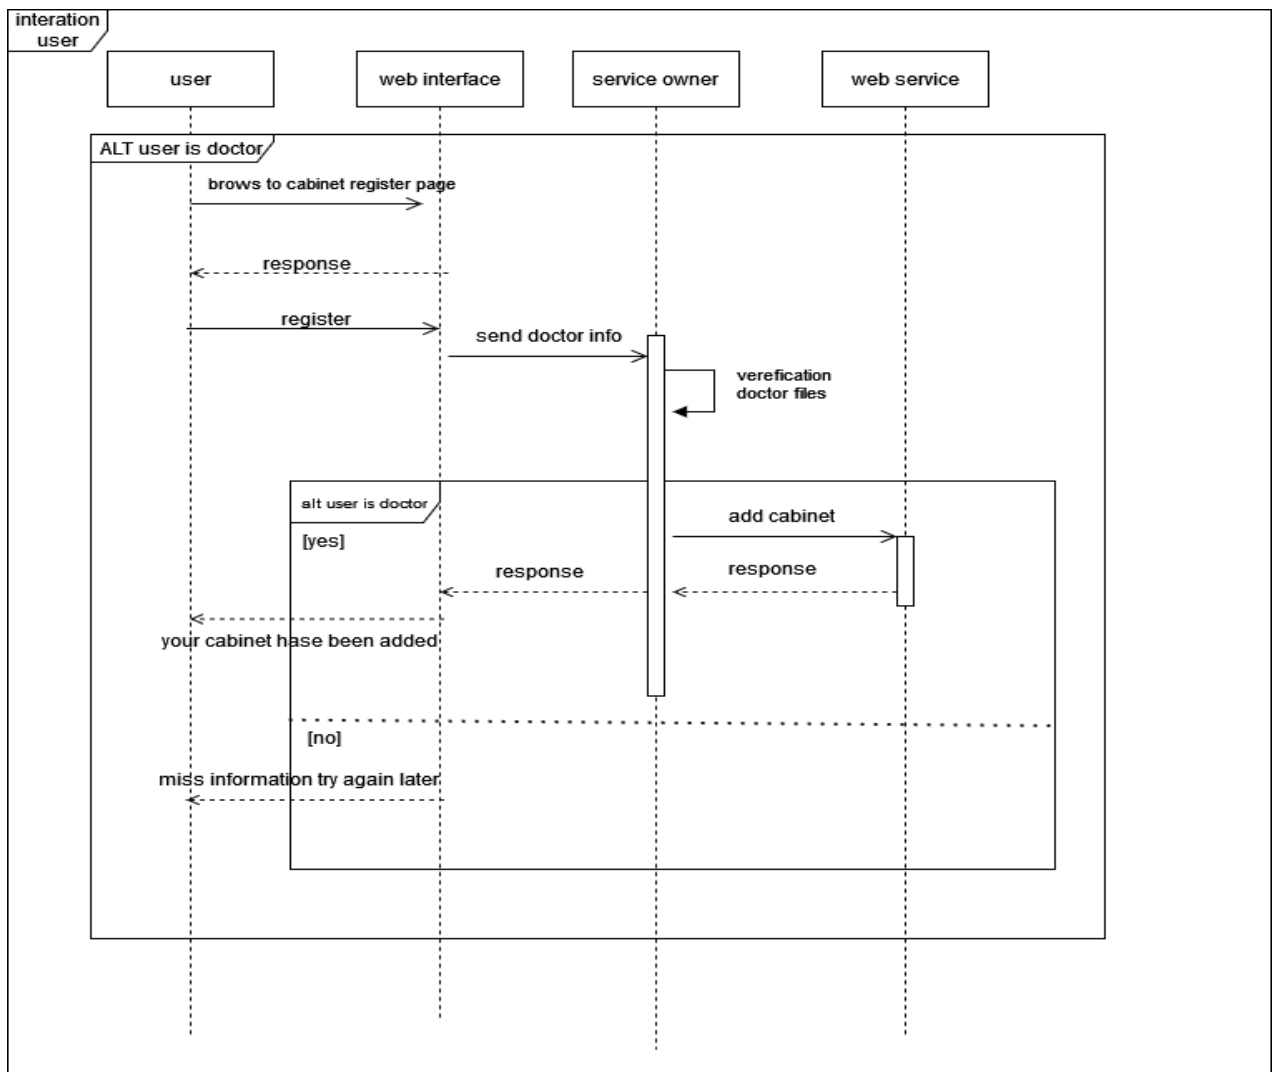 interation
user
user
web interface
service owner
web service
ALT user is doctor
brows to cabinet register page
response
register
send doctor info
verefication
doctor files
alt user is doctor
add cabinet
[yes]
response
response
your cabinet hase been added
[no]
miss information try again later